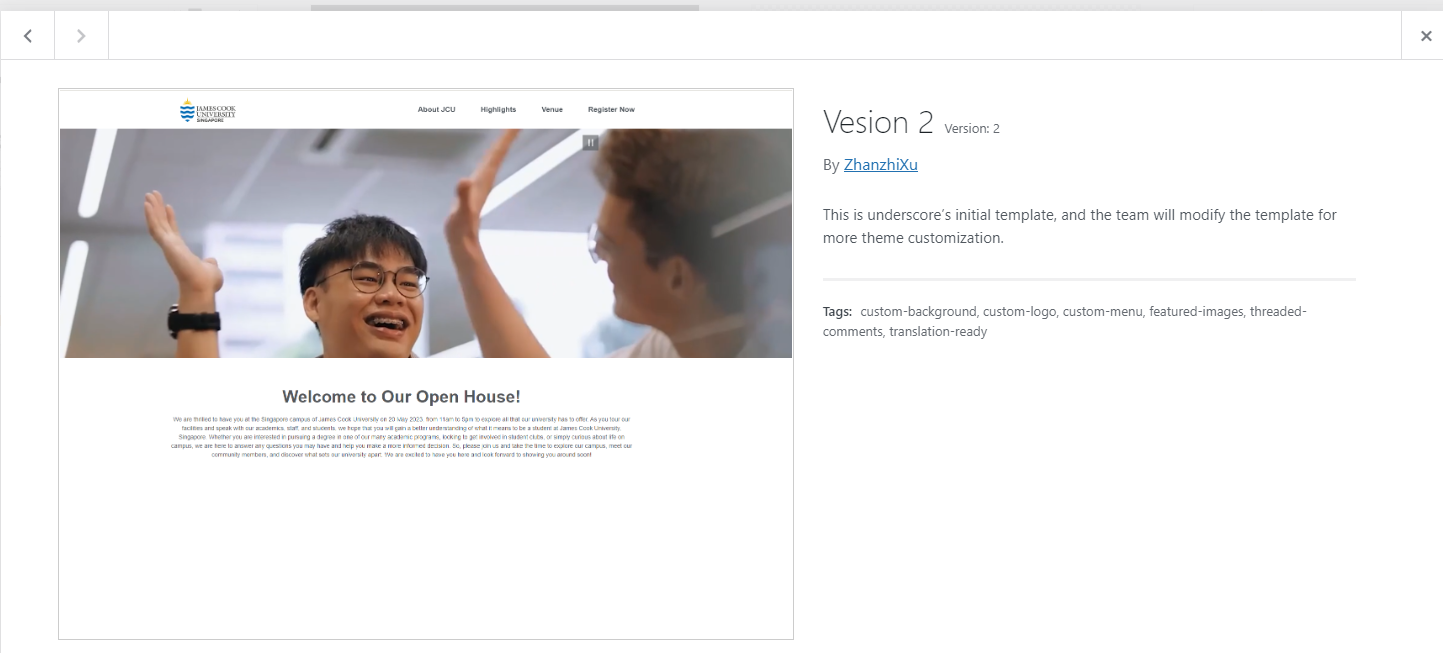 JAMES COOK
UNIVERSITY
SINGAPORE
About JCU Highlights Venue Register Now
Welcome to Our Open House!
We are thrilled to have you at the Singapore campus of James Cook University on 20 May 2023, from 11am to 5pm to explore all that our university has to offer. As you tour our
facilities and speak with our academics, staff, and students, we hope that you will gain a better understanding of what it means to be a student at James Cook University,
Singapore. Whether you are interested in pursuing a degree in one of our many academic programs, looking to get involved in student clubs, or simply curious about life on
campus, we are here to answer any questions you may have and help you make a more informed decision. So, please join us and take the time to explore our campus, meet our
community members, and discover what sets our university apart. We are excited to have you here and look forward to showing you around soon!
Vesion 2 Version: 2
By ZhanzhiXu
This is underscore's initial template, and the team will modify the template for
more theme customization.
Tags: custom-background, custom-logo, custom-menu, featured-images, threaded-
comments, translation-ready